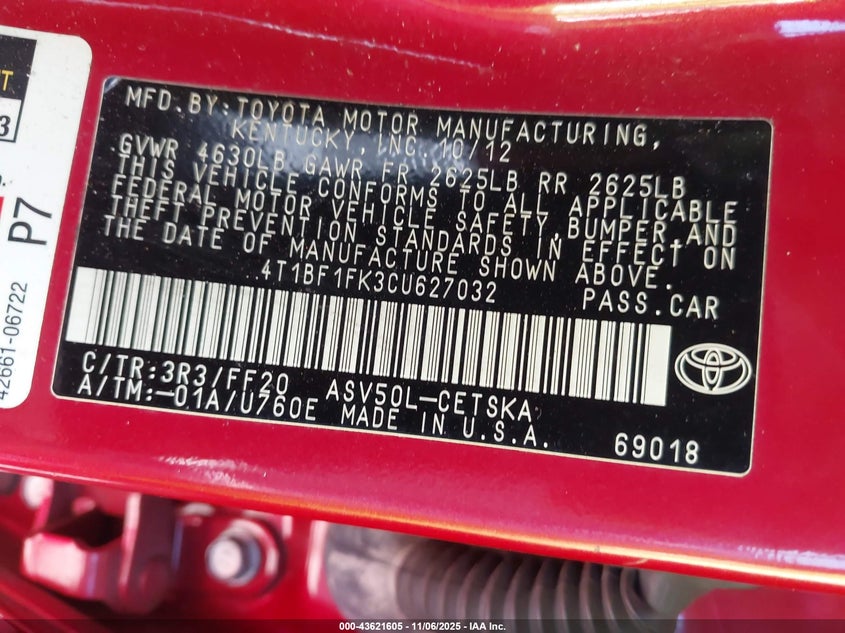 T
3
P7
42661-06722
MFD.BY:TOYOTA MOTOR MANUFACTURING,
KENTUCKY, INC. 10/12
GVWR 4630LB GAWR FR 2625LB RR 2625LB
THIS VEHICLE CONFORMS TO ALL APPLICABLE
FEDERAL MOTOR VEHICLE SAFETY,BUMPER,AND
THEFT PREVENTION STANDARDS IN EFFECT ON
THE DATE OF MANUFACTURE SHOWN ABOVE.
4T1BF1FK3CU627032 PASS.CAR
C/TR:3R3/FF20 ASV50L-CETSKA
A/TM:-01A/U760E MADE IN U.S.A.
69018
000-43621605 - 11/06/2025 - IAA Inc.